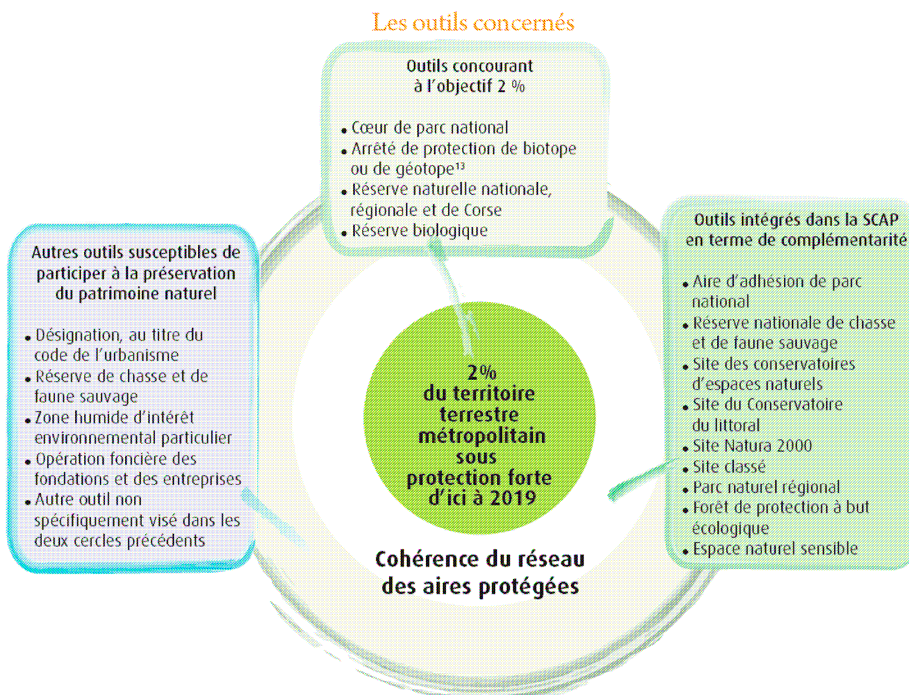 Les outils concernés
Outils concourant
à l'objectif 2 %
• Cœur de parc national
• Arrêté de protection de biotope
ou de géotope¹³
• Réserve naturelle nationale,
régionale et de Corse
• Réserve biologique
Autres outils susceptibles de
participer à la préservation
du patrimoine naturel
• Désignation, au titre du
code de l'urbanisme
• Réserve de chasse et de
faune sauvage
• Zone humide d'intérêt
environnemental particulier
• Opération foncière des
fondations et des entreprises
• Autre outil non
spécifiquement visé dans les
deux cercles précédents
Outils intégrés dans la SCAP
en terme de complémentarité
• Aire d'adhésion de parc
national
• Réserve nationale de chasse
et de faune sauvage
• Site des conservatoires
d'espaces naturels
• Site du Conservatoire
du littoral
• Site Natura 2000
• Site classé
• Parc naturel régional
• Forêt de protection à but
écologique
• Espace naturel sensible
2%
du territoire
terrestre
métropolitain
sous
protection forte
d'ici à 2019
Cohérence du réseau
des aires protégées